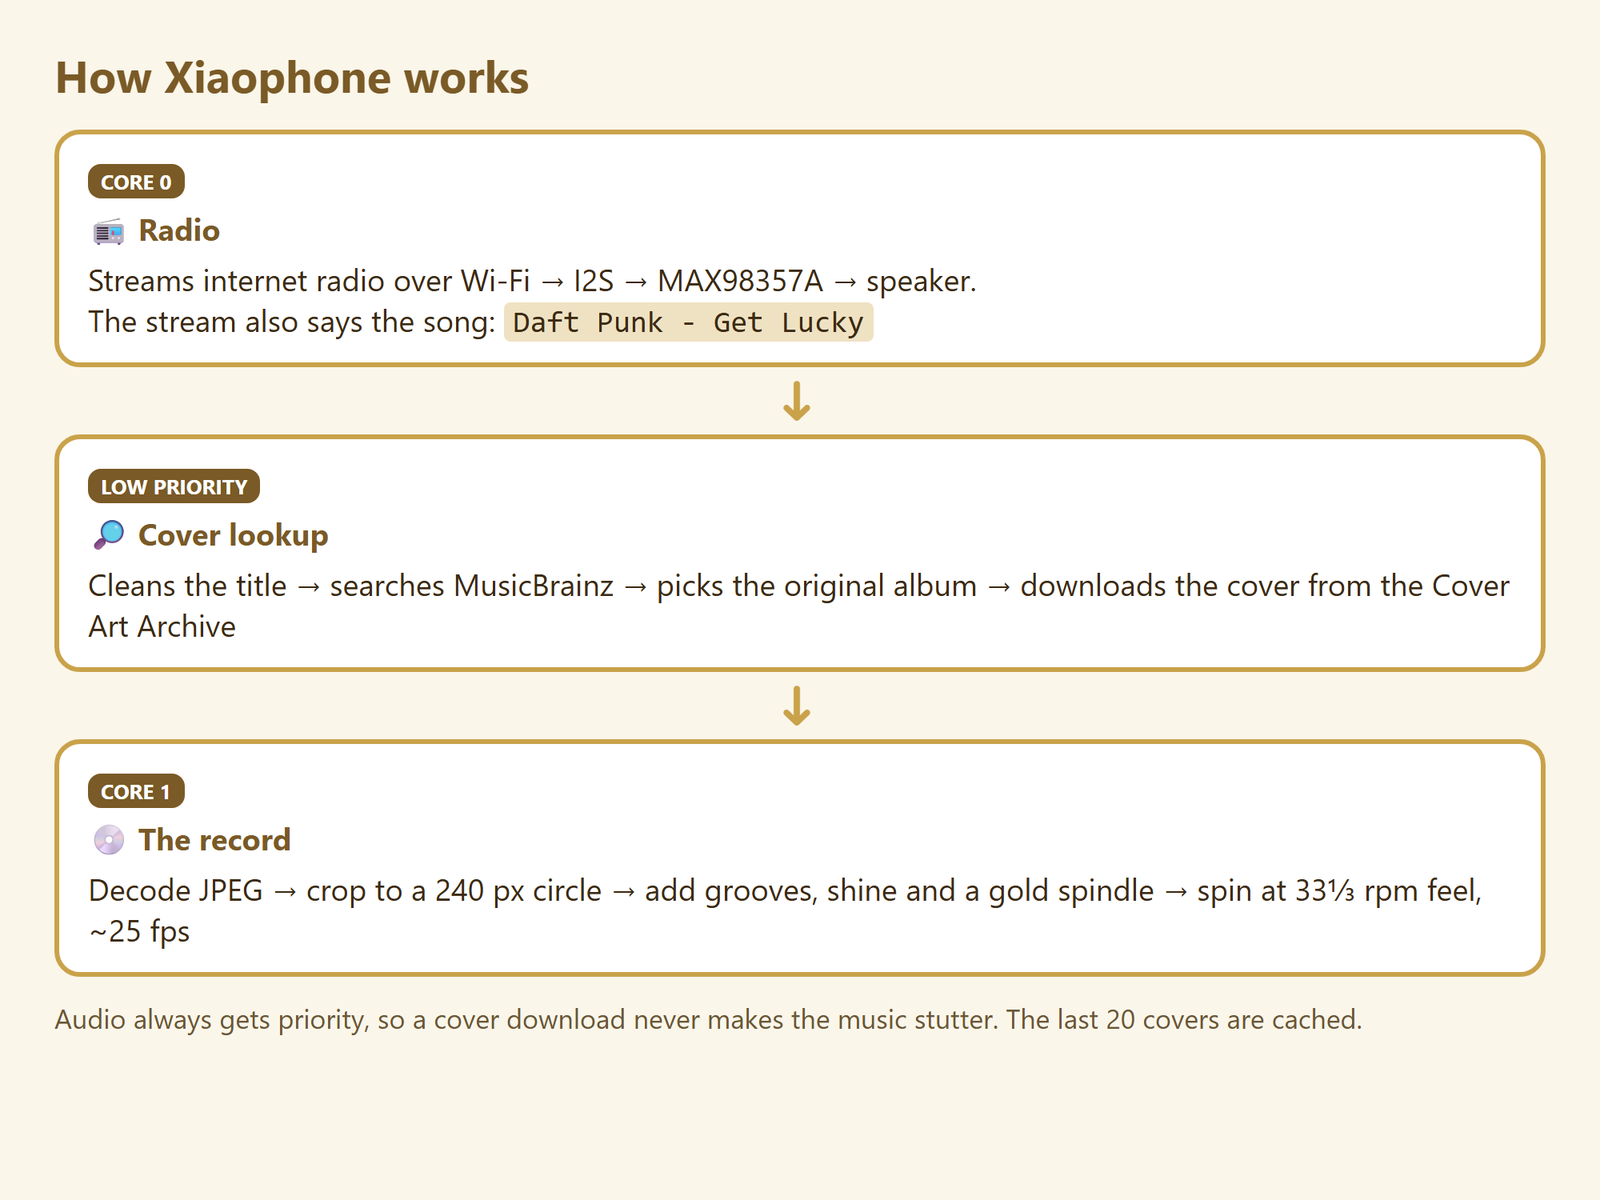 How Xiaophone works
CORE 0
Radio
Streams internet radio over Wi-Fi → I2S → MAX98357A → speaker.
The stream also says the song: Daft Punk - Get Lucky
LOW PRIORITY
Cover lookup
Cleans the title → searches MusicBrainz → picks the original album → downloads the cover from the Cover
Art Archive
CORE 1
The record
Decode JPEG → crop to a 240 px circle → add grooves, shine and a gold spindle → spin at 33⅓ rpm feel,
~25 fps
Audio always gets priority, so a cover download never makes the music stutter. The last 20 covers are cached.